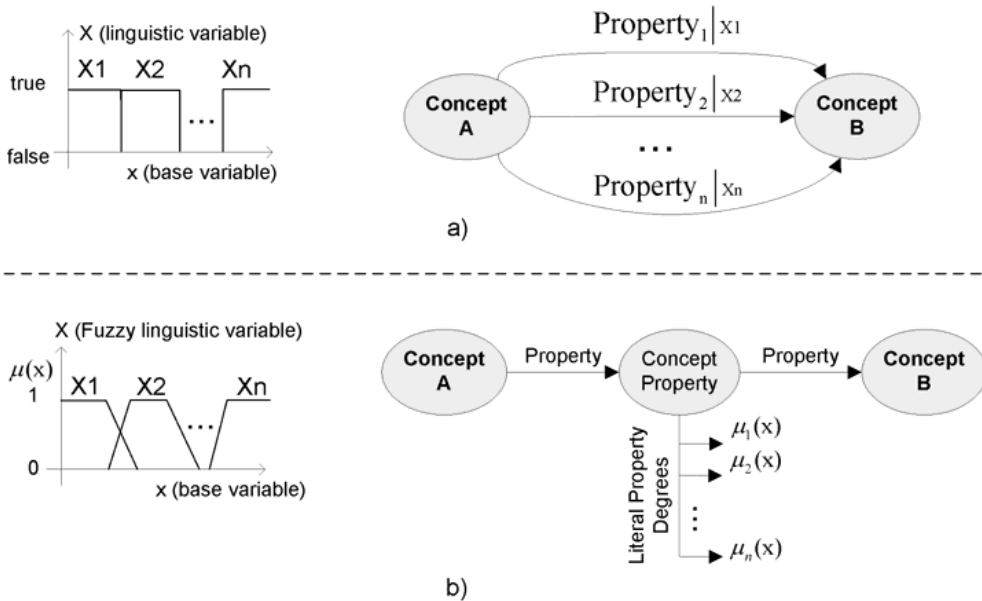 X (linguistic variable)
X1 X2 Xn
true
...
false
x (base variable)
Property₁|X1
Concept A
Property₂|X2
Concept B
...
Propertyₙ|Xn
a)
X (Fuzzy linguistic variable)
μ(x)
1
X1 X2 Xn
...
0
x (base variable)
Concept A
Property
Concept Property
Property
Concept B
Literal Property Degrees
μ₁(x)
μ₂(x)
...
μₙ(x)
b)